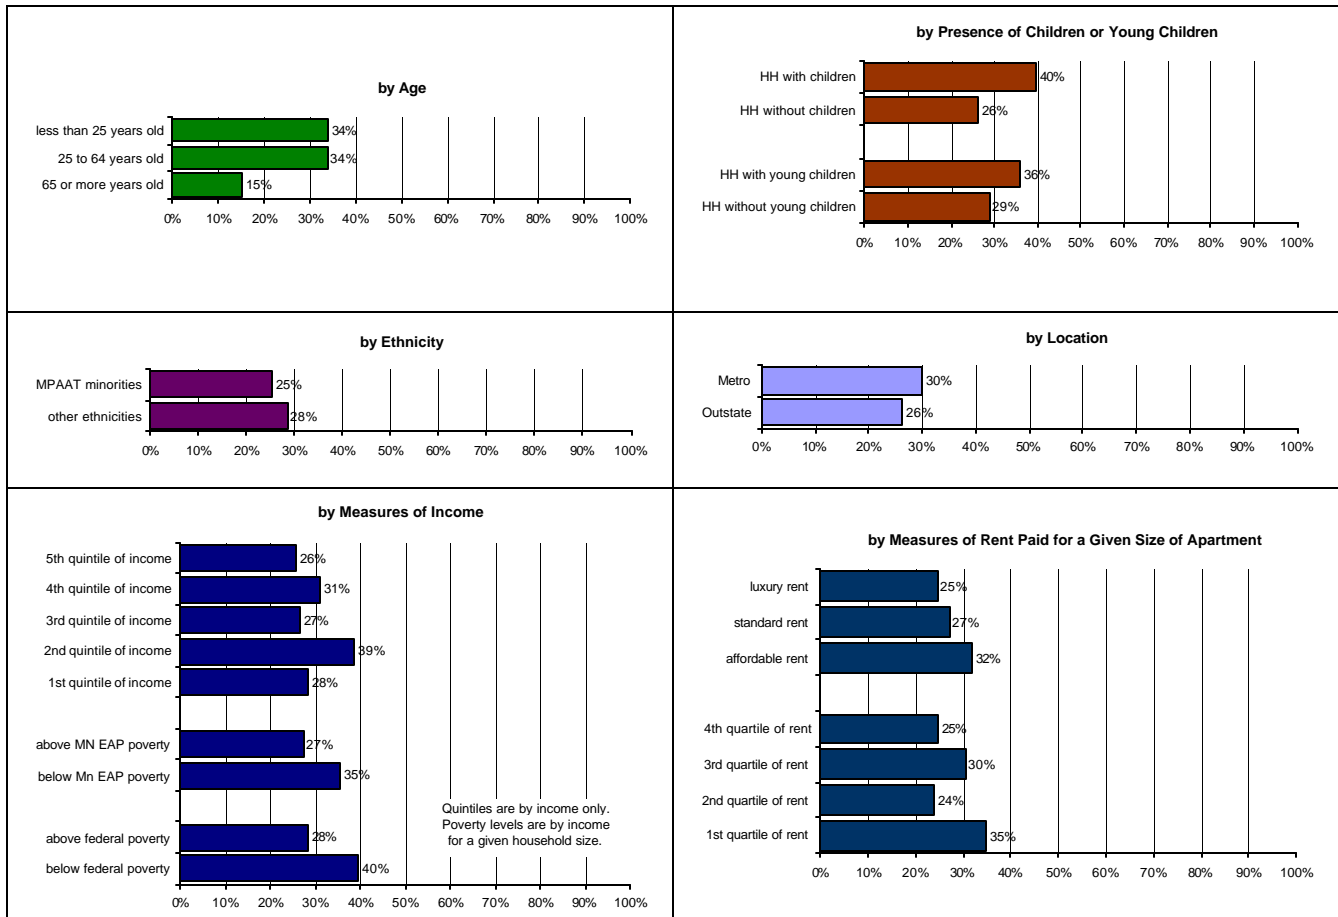 by Age
less than 25 years old 34%
25 to 64 years old 34%
65 or more years old 15%
0% 10% 20% 30% 40% 50% 60% 70% 80% 90% 100%
by Presence of Children or Young Children
HH with children 40%
HH without children 26%
HH with young children 36%
HH without young children 29%
0% 10% 20% 30% 40% 50% 60% 70% 80% 90% 100%
by Ethnicity
MPAAT minorities 25%
other ethnicities 28%
0% 10% 20% 30% 40% 50% 60% 70% 80% 90% 100%
by Location
Metro 30%
Outstate 26%
0% 10% 20% 30% 40% 50% 60% 70% 80% 90% 100%
by Measures of Income
5th quintile of income 26%
4th quintile of income 31%
3rd quintile of income 27%
2nd quintile of income 39%
1st quintile of income 28%
above MN EAP poverty 27%
below Mn EAP poverty 35%
above federal poverty 28%
below federal poverty 40%
Quintiles are by income only.
Poverty levels are by income
for a given household size.
0% 10% 20% 30% 40% 50% 60% 70% 80% 90% 100%
by Measures of Rent Paid for a Given Size of Apartment
luxury rent 25%
standard rent 27%
affordable rent 32%
4th quartile of rent 25%
3rd quartile of rent 30%
2nd quartile of rent 24%
1st quartile of rent 35%
0% 10% 20% 30% 40% 50% 60% 70% 80% 90% 100%